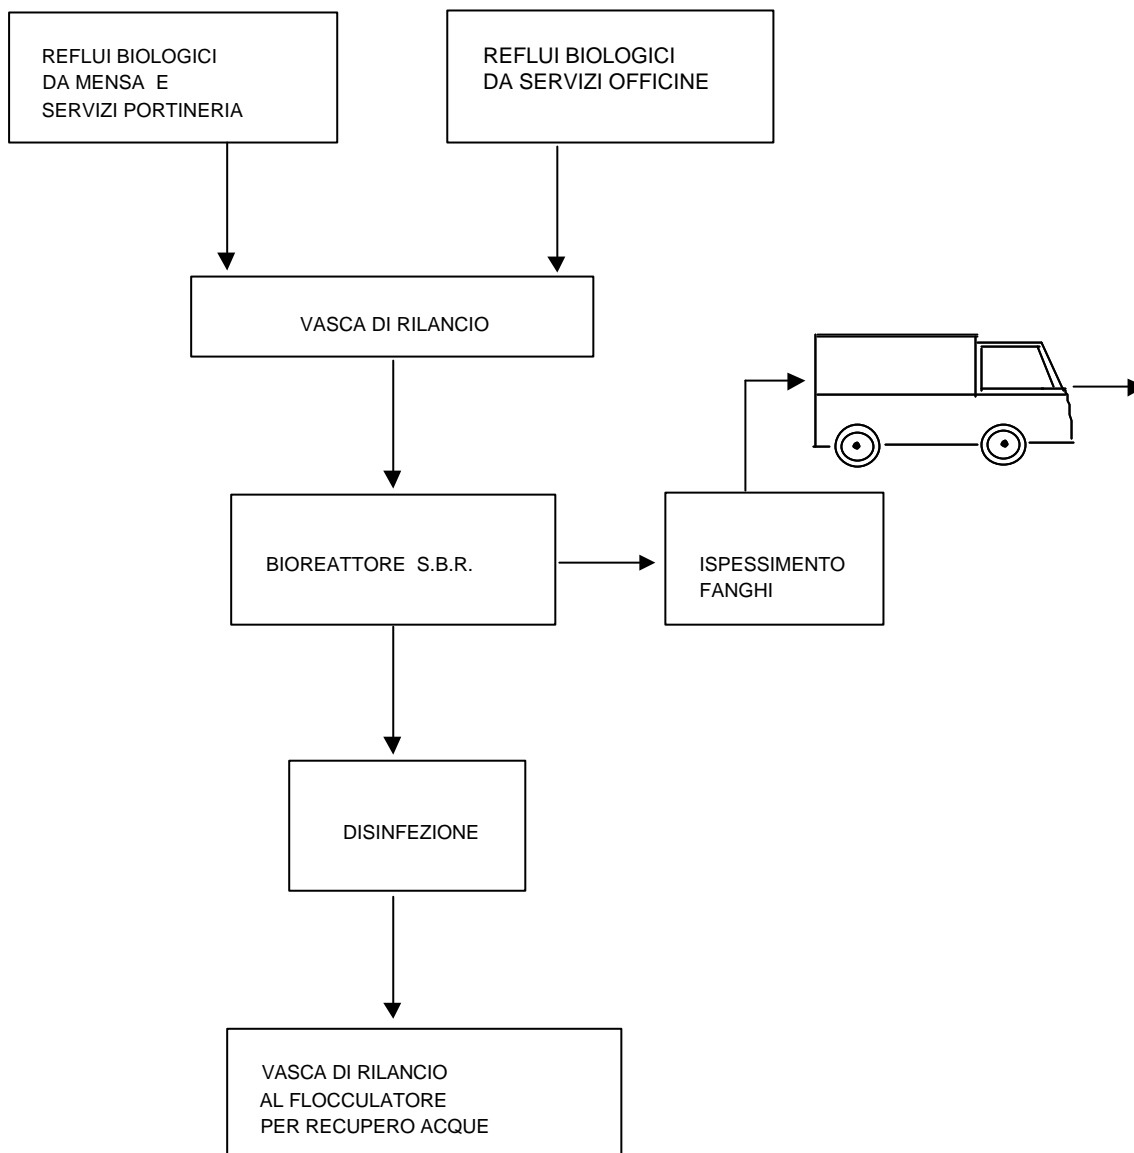 REFLUI BIOLOGICI
DA MENSA E
SERVIZI PORTINERIA
REFLUI BIOLOGICI
DA SERVIZI OFFICINE
VASCA DI RILANCIO
BIOREATTORE S.B.R.
ISPESSIMENTO
FANGHI
DISINFEZIONE
VASCA DI RILANCIO
AL FLOCCULATORE
PER RECUPERO ACQUE